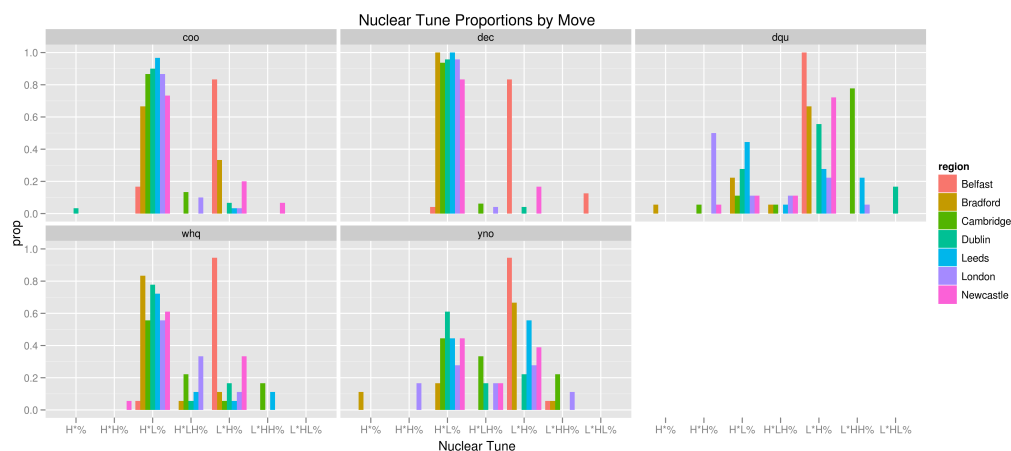 Nuclear Tune Proportions by Move
coo dec dqu
1.0
0.8
0.6
0.4
0.2
0.0
prop
whq yno
1.0
0.8
0.6
0.4
0.2
0.0
H*% H*H% H*L% H*LH% L*H% L*HH% L*HL% H*% H*H% H*L% H*LH% L*H% L*HH% L*HL% H*% H*H% H*L% H*LH% L*H% L*HH% L*HL%
Nuclear Tune
region
Belfast
Bradford
Cambridge
Dublin
Leeds
London
Newcastle